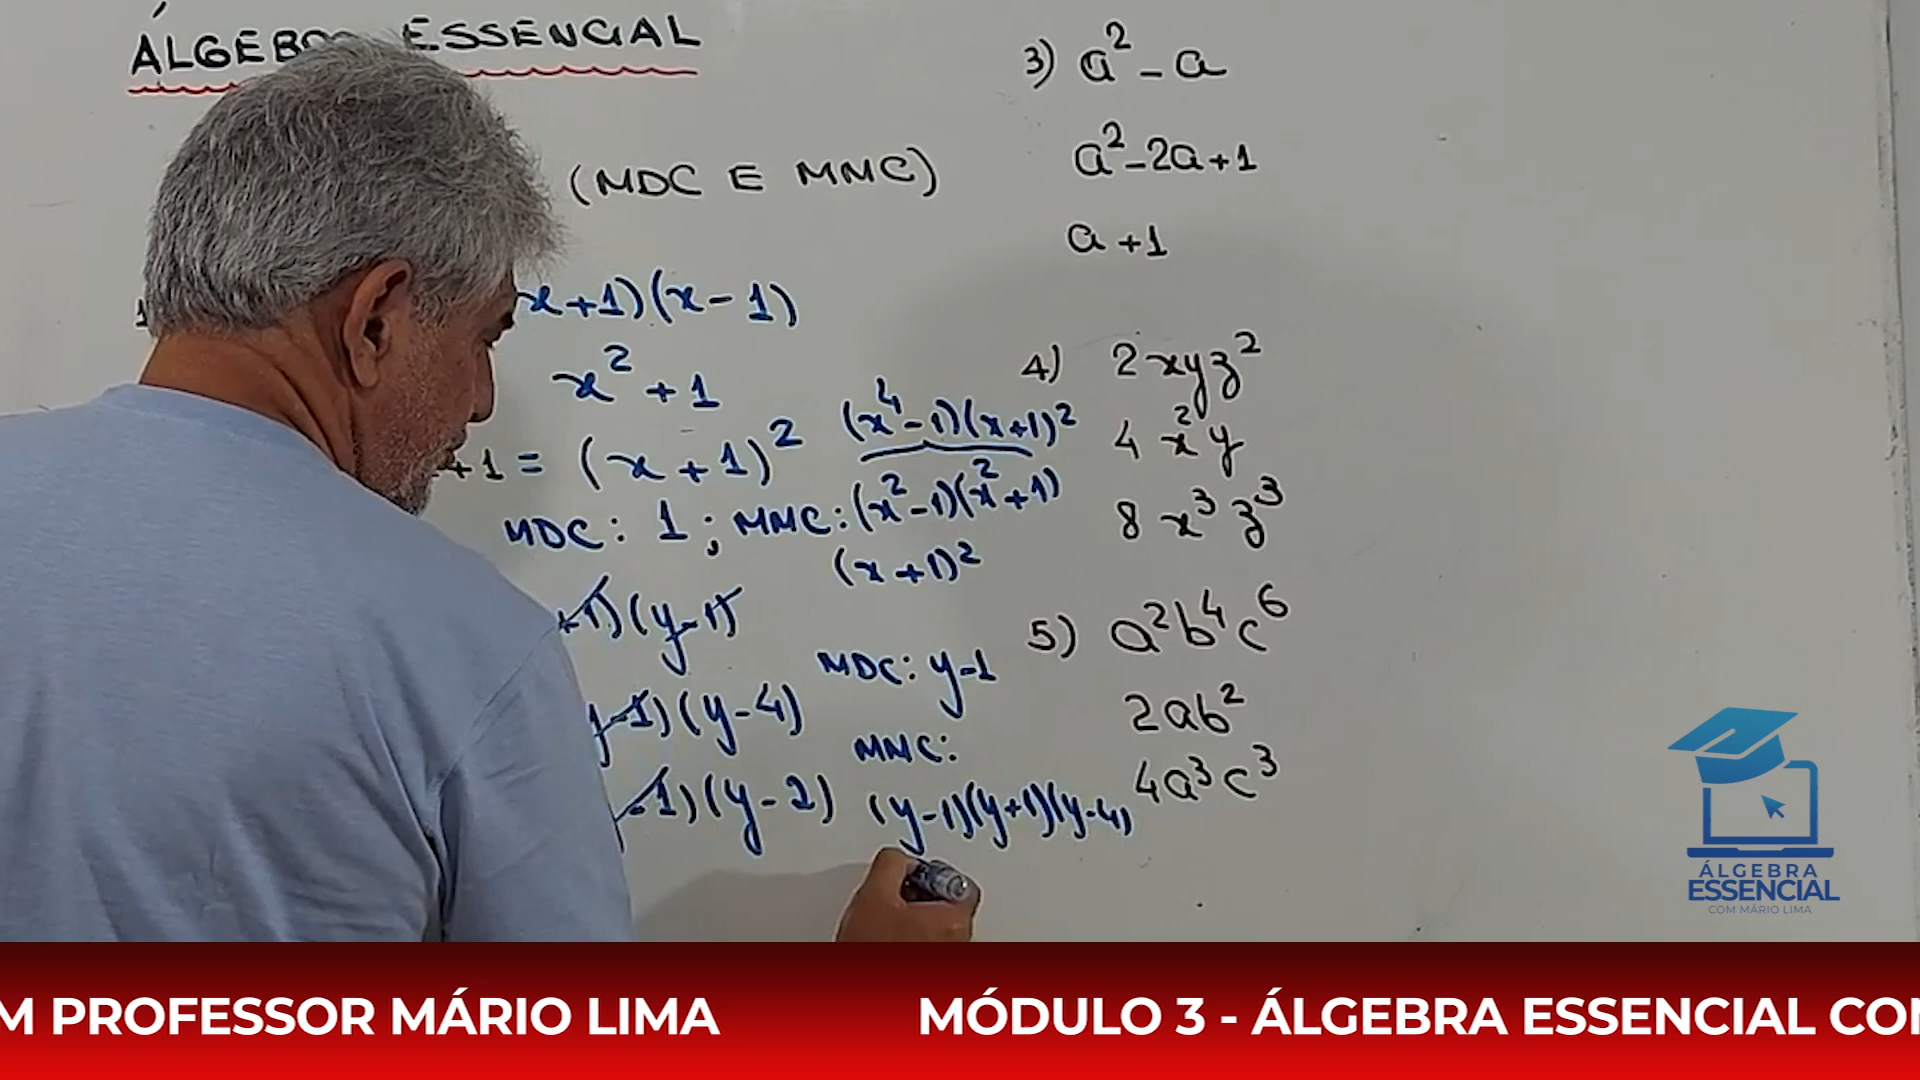 ÁLGEBRA ESSENCIAL
(MDC E MMC)
x+1)(x-1)
x²+1
+1 = (x+1)²
(x⁴-1)(x+1)²
MDC: 1 ; MMC: (x²-1)(x²+1)
(x+1)²
+1)(y-1)
y-1)(y-4)
-1)(y-2)
MDC: y-1
MMC:
(y-1)(y+1)(y-4)
3) a²-a
a²-2a+1
a+1
4) 2xyz²
4x²y
8x³z³
5) a²b⁴c⁶
2ab²
4a³c³
ÁLGEBRA
ESSENCIAL
COM MÁRIO LIMA
M PROFESSOR MÁRIO LIMA
MÓDULO 3 - ÁLGEBRA ESSENCIAL CO